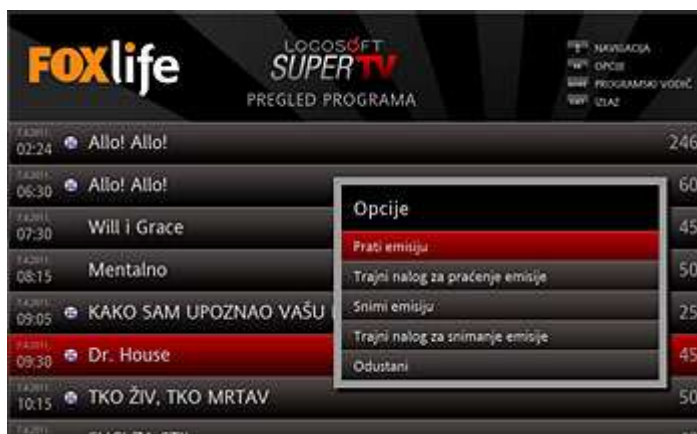 FOXlife
LOGOSOFT
SUPER TV
PREGLED PROGRAMA
NAVIGACIJA
OPCIJE
PROGRAMSKI VODIČ
IZLAZ
02:24 Allo! Allo! 246
06:30 Allo! Allo! 60
07:30 Will i Grace 45
08:15 Mentalno 50
09:05 KAKO SAM UPOZNAO VAŠU 25
09:30 Dr. House 45
10:15 TKO ŽIV, TKO MRTAV 50
Opcije
Prati emisiju
Trajni nalog za praćenje emisije
Snimi emisiju
Trajni nalog za snimanje emisije
Odustani